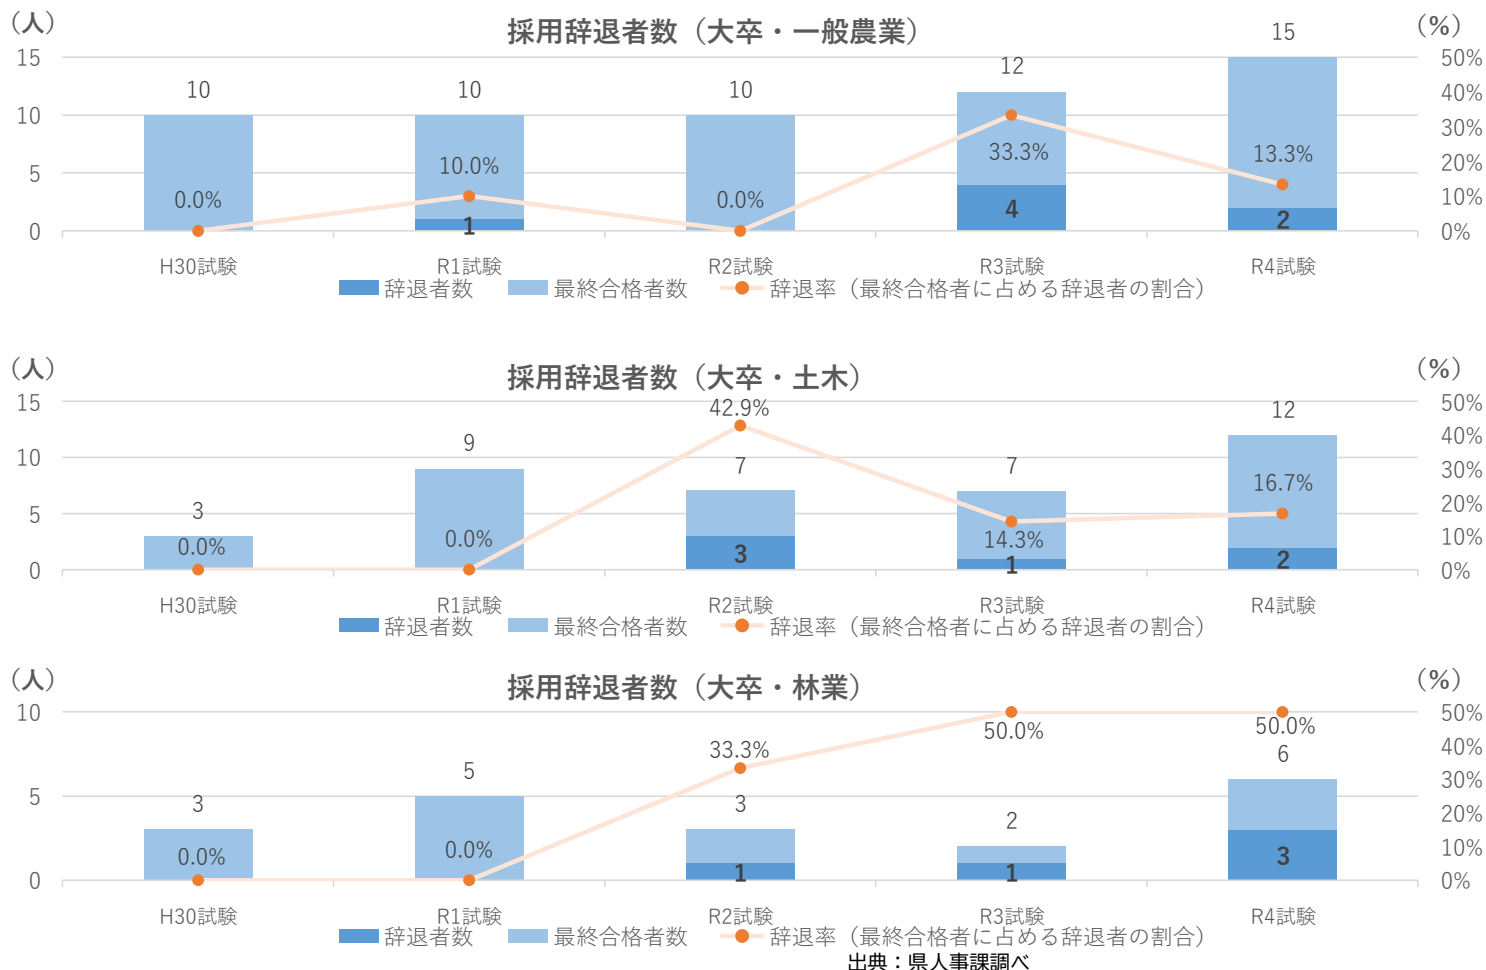 （人）
採用辞退者数（大卒・一般農業）
（%）
15
10
5
0
10
10
10
12
15
0.0%
10.0%
0.0%
33.3%
13.3%
1
4
2
50%
40%
30%
20%
10%
0%
H30試験
R1試験
R2試験
R3試験
R4試験
辞退者数
最終合格者数
辞退率（最終合格者に占める辞退者の割合）
（人）
採用辞退者数（大卒・土木）
（%）
15
10
5
0
3
9
7
7
12
0.0%
0.0%
42.9%
14.3%
16.7%
3
1
2
50%
40%
30%
20%
10%
0%
H30試験
R1試験
R2試験
R3試験
R4試験
辞退者数
最終合格者数
辞退率（最終合格者に占める辞退者の割合）
（人）
採用辞退者数（大卒・林業）
（%）
10
5
0
3
5
3
2
6
0.0%
0.0%
33.3%
50.0%
50.0%
1
1
3
50%
40%
30%
20%
10%
0%
H30試験
R1試験
R2試験
R3試験
R4試験
辞退者数
最終合格者数
辞退率（最終合格者に占める辞退者の割合）
出典：県人事課調べ